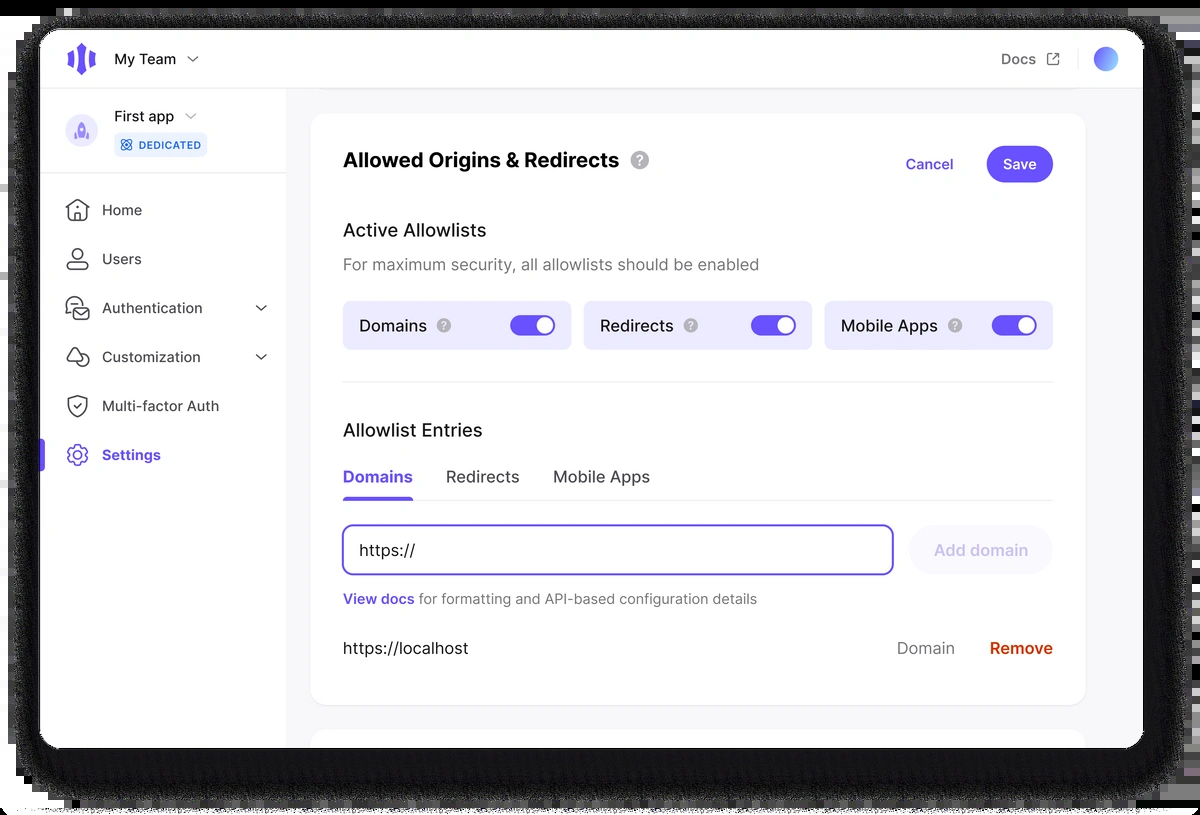 My Team
Docs
First app
DEDICATED
Home
Users
Authentication
Customization
Multi-factor Auth
Settings
Allowed Origins & Redirects ?
Cancel
Save
Active Allowlists
For maximum security, all allowlists should be enabled
Domains ?
Redirects ?
Mobile Apps ?
Allowlist Entries
Domains Redirects Mobile Apps
https://
Add domain
View docs for formatting and API-based configuration details
https://localhost Domain Remove